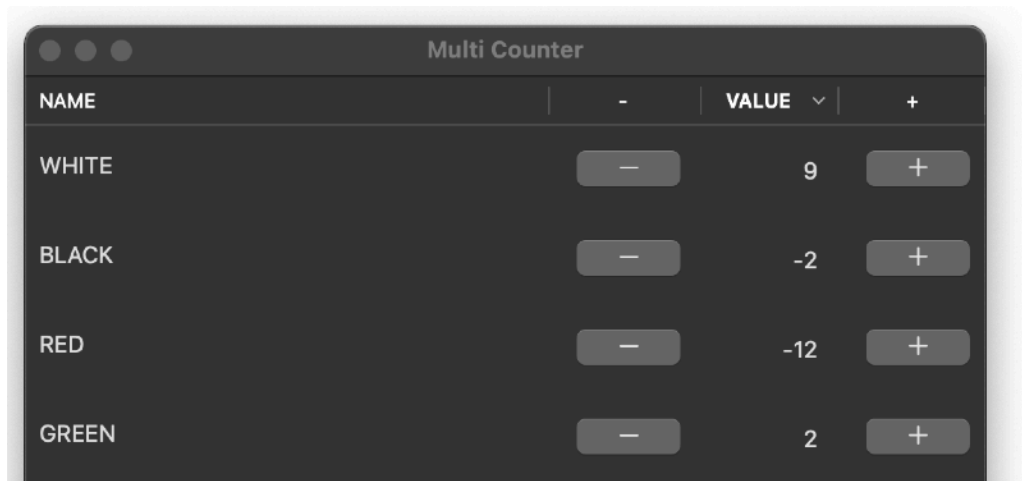 Multi Counter
NAME - VALUE +
WHITE − 9 +
BLACK − -2 +
RED − -12 +
GREEN − 2 +